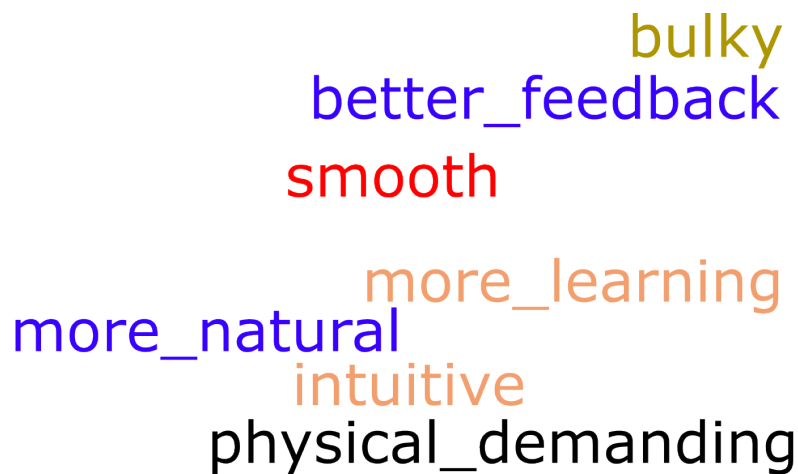 bulky
better_feedback
smooth
more_learning
more_natural
intuitive
physical_demanding